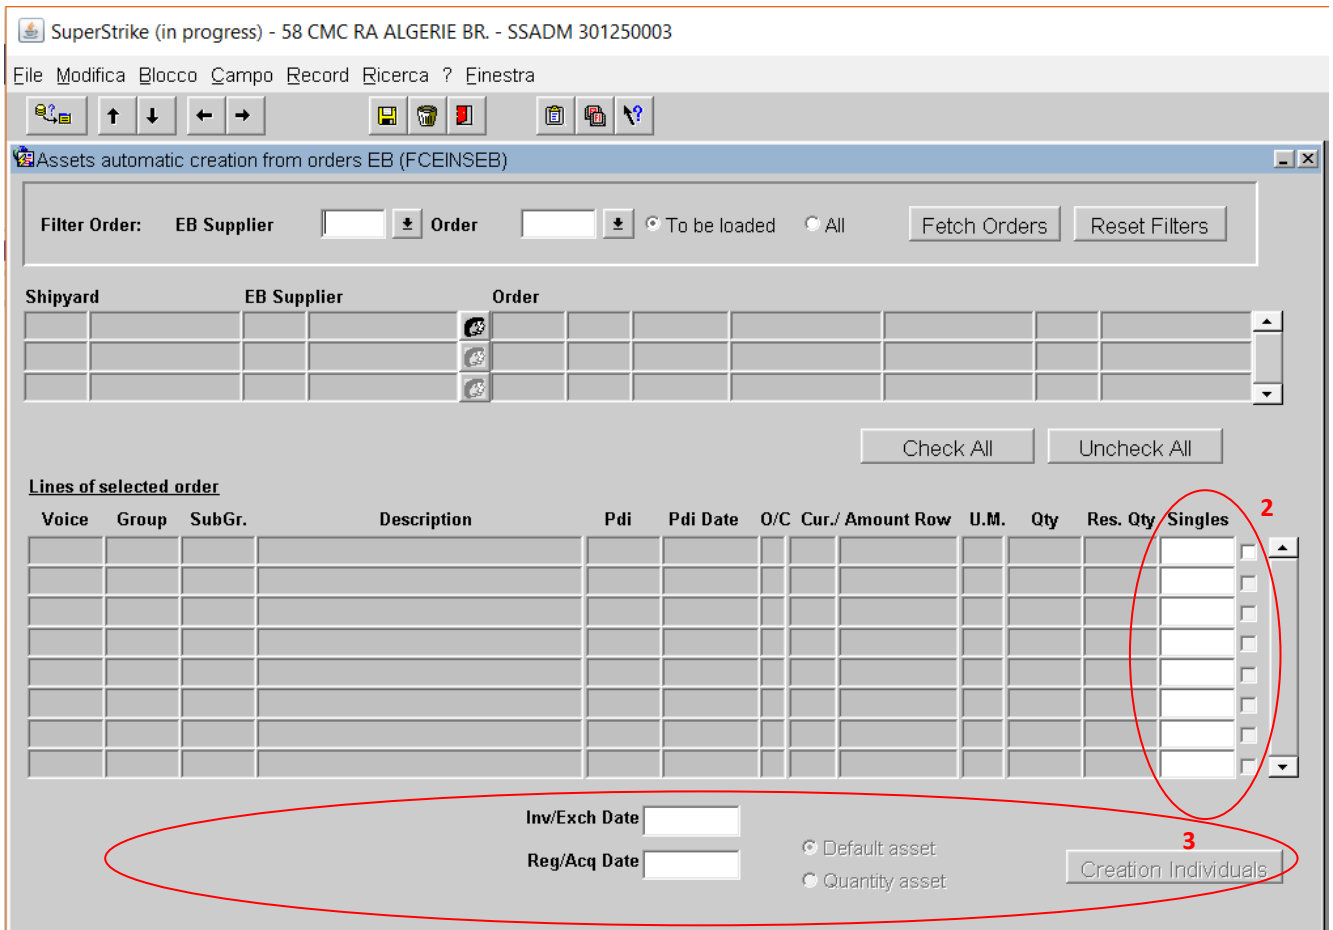 SuperStrike (in progress) - 58 CMC RA ALGERIE BR. - SSADM 301250003
File Modifica Blocco Campo Record Ricerca ? Finestra
Assets automatic creation from orders EB (FCEINSEB)
Filter Order: EB Supplier Order To be loaded All Fetch Orders Reset Filters
Shipyard EB Supplier Order
Check All Uncheck All
Lines of selected order
2
Voice Group SubGr. Description Pdi Pdi Date O/C Cur./ Amount Row U.M. Qty Res. Qty Singles
Inv/Exch Date
3
Default asset
Reg/Acq Date
Creation Individuals
Quantity asset